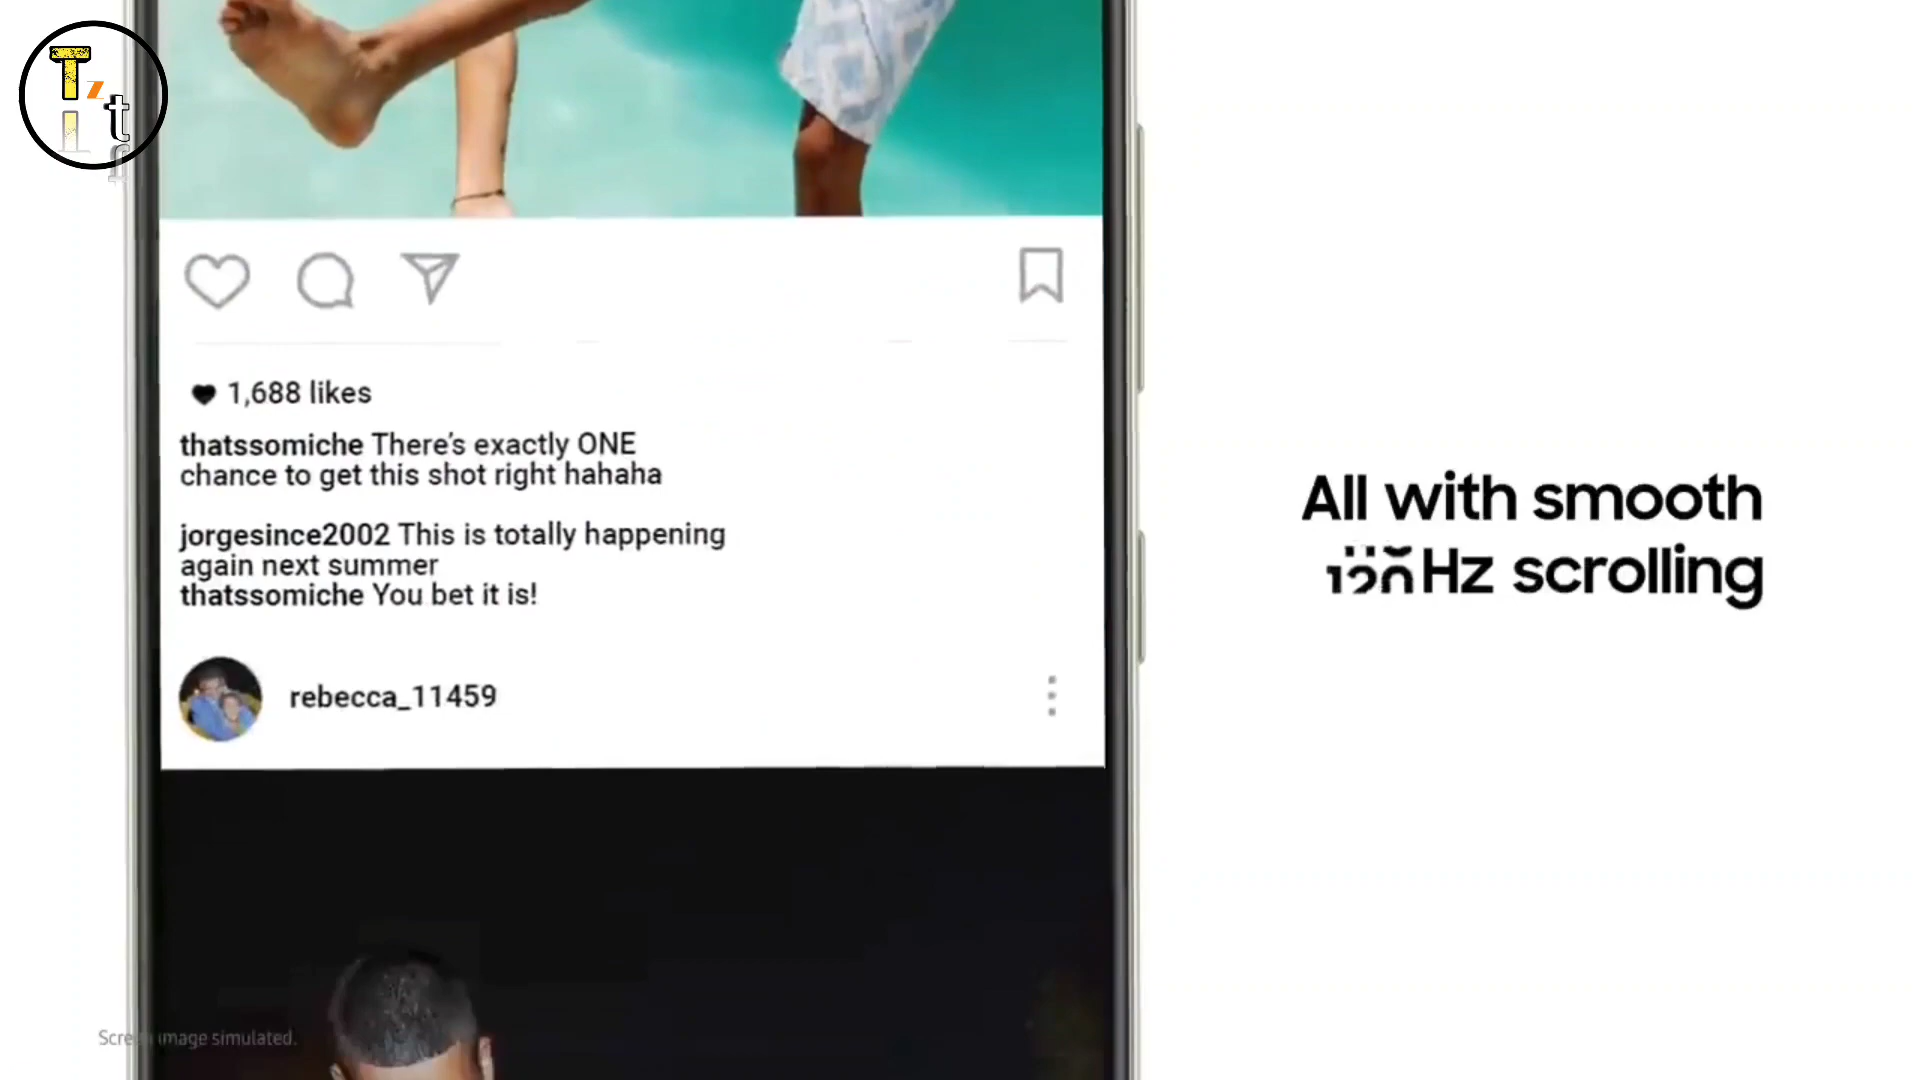 1,688 likes
thatssomiche There's exactly ONE
chance to get this shot right hahaha
jorgesince2002 This is totally happening
again next summer
thatssomiche You bet it is!
rebecca_11459
All with smooth
Hz scrolling
Screen image simulated.